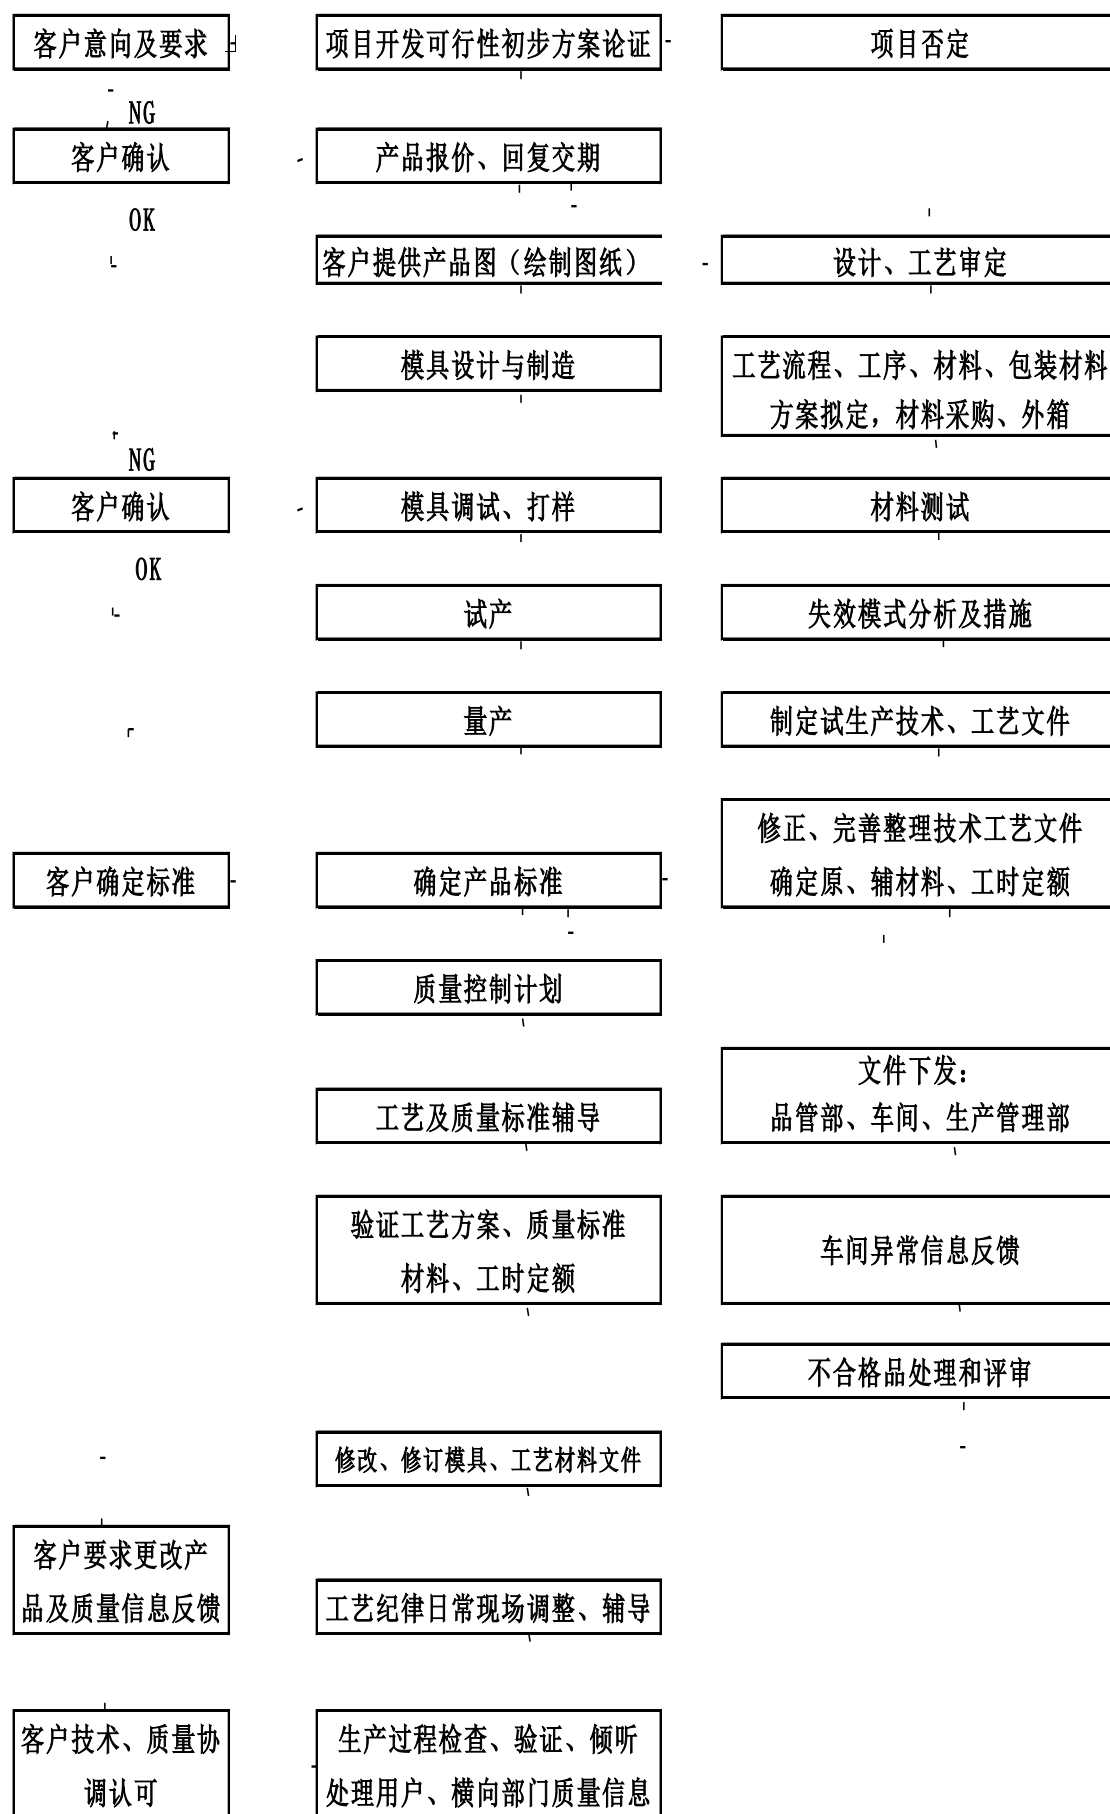 客户意向及要求
项目开发可行性初步方案论证
项目否定
NG
客户确认
产品报价、回复交期
OK
客户提供产品图（绘制图纸）
设计、工艺审定
模具设计与制造
工艺流程、工序、材料、包装材料
方案拟定，材料采购、外箱
NG
客户确认
模具调试、打样
材料测试
OK
试产
失效模式分析及措施
量产
制定试生产技术、工艺文件
修正、完善整理技术工艺文件
确定原、辅材料、工时定额
客户确定标准
确定产品标准
质量控制计划
文件下发：
品管部、车间、生产管理部
工艺及质量标准辅导
验证工艺方案、质量标准
材料、工时定额
车间异常信息反馈
不合格品处理和评审
修改、修订模具、工艺材料文件
客户要求更改产
品及质量信息反馈
工艺纪律日常现场调整、辅导
客户技术、质量协
调认可
生产过程检查、验证、倾听
处理用户、横向部门质量信息